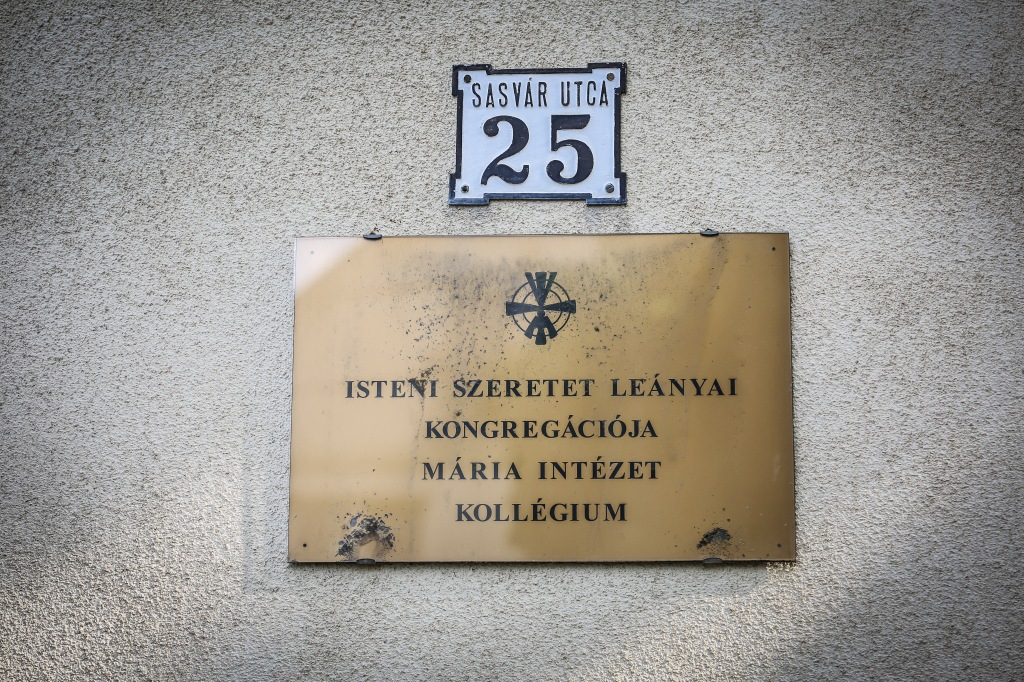 SASVÁR UTCA
25
ISTENI SZERETET LEÁNYAI
KONGREGÁCIÓJA
MÁRIA INTÉZET
KOLLÉGIUM